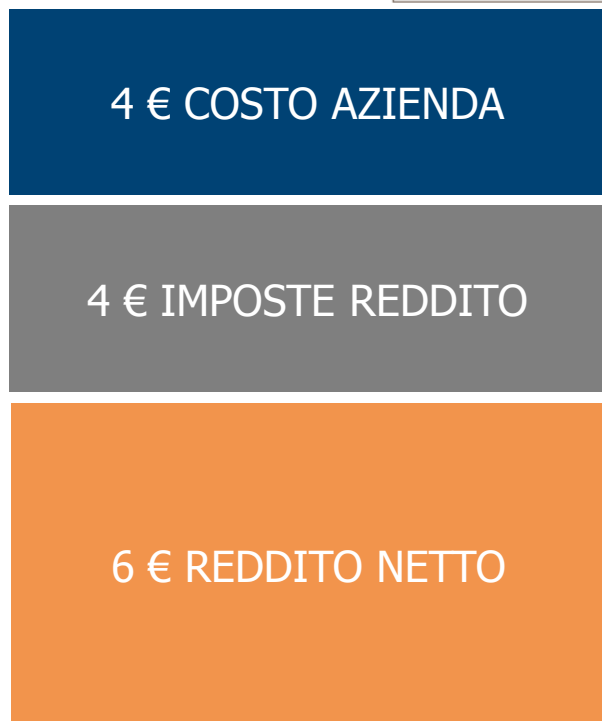 4 € COSTO AZIENDA
4 € IMPOSTE REDDITO
6 € REDDITO NETTO